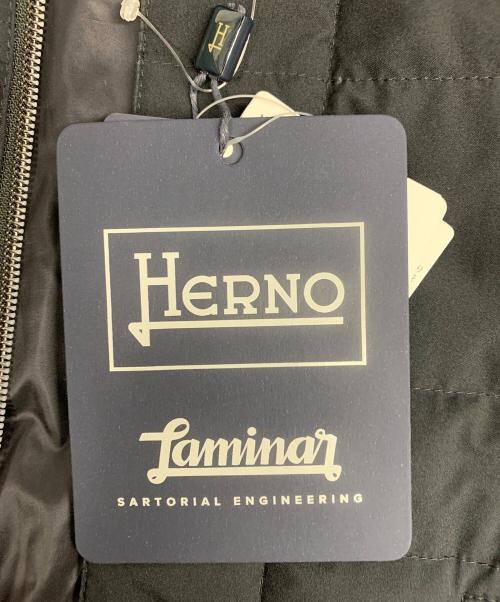 H
HERNO
Laminar
SARTORIAL ENGINEERING